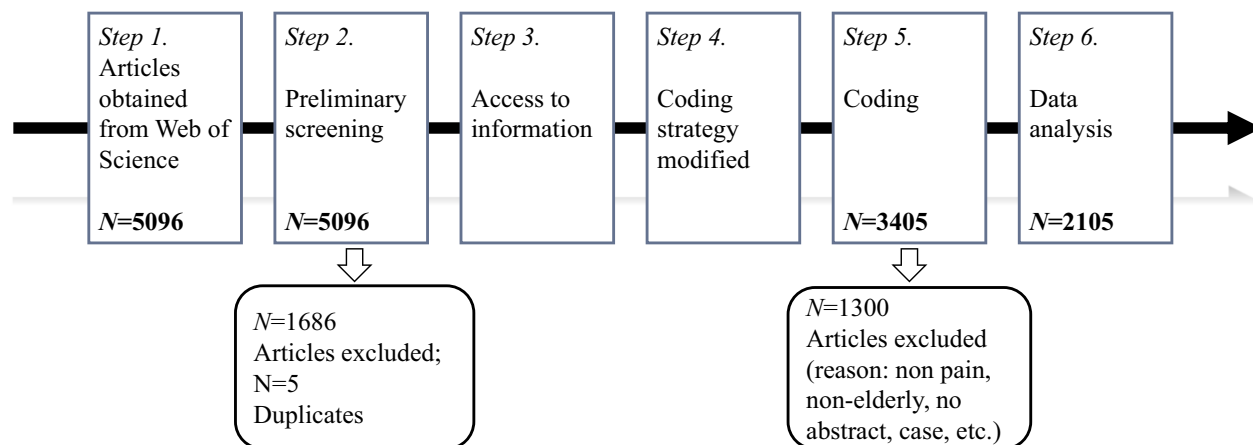 Step 1.
Articles
obtained
from Web of
Science
N=5096
Step 2.
Preliminary
screening
N=5096
Step 3.
Access to
information
Step 4.
Coding
strategy
modified
Step 5.
Coding
N=3405
Step 6.
Data
analysis
N=2105
N=1686
Articles excluded;
N=5
Duplicates
N=1300
Articles excluded
(reason: non pain,
non-elderly, no
abstract, case, etc.)